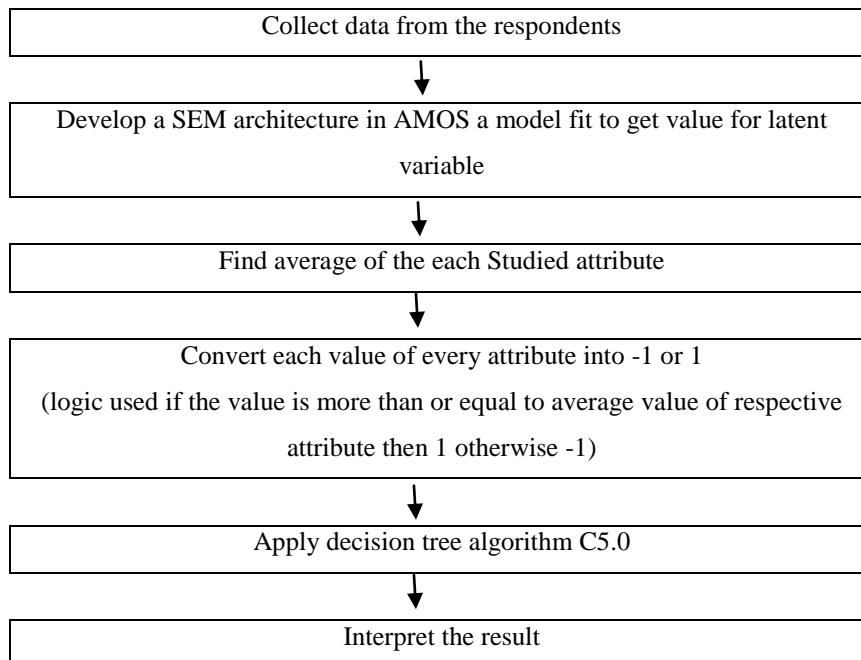 Collect data from the respondents
Develop a SEM architecture in AMOS a model fit to get value for latent
variable
Find average of the each Studied attribute
Convert each value of every attribute into -1 or 1
(logic used if the value is more than or equal to average value of respective
attribute then 1 otherwise -1)
Apply decision tree algorithm C5.0
Interpret the result